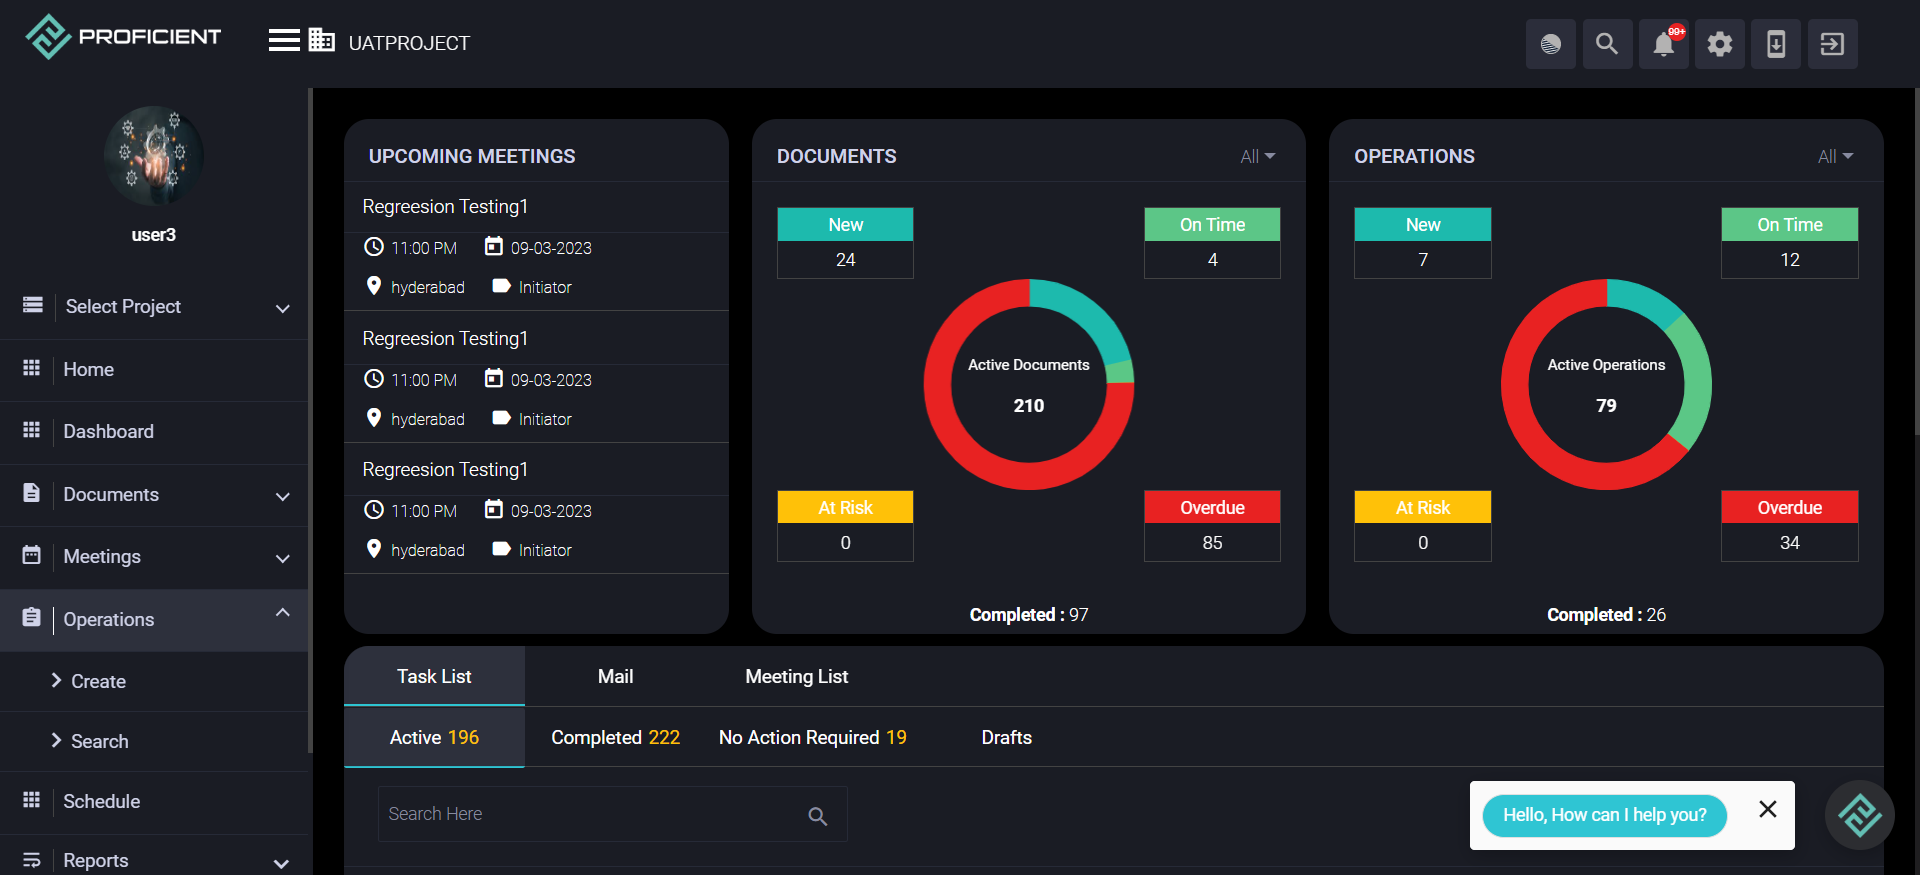 PROFICIENT
UATPROJECT
99+
user3
Select Project
Home
Dashboard
Documents
Meetings
Operations
Create
Search
Schedule
Reports
UPCOMING MEETINGS
Regreesion Testing1
11:00 PM 09-03-2023
hyderabad Initiator
Regreesion Testing1
11:00 PM 09-03-2023
hyderabad Initiator
Regreesion Testing1
11:00 PM 09-03-2023
hyderabad Initiator
DOCUMENTS All
New On Time
24 4
Active Documents
210
At Risk Overdue
0 85
Completed : 97
OPERATIONS All
New On Time
7 12
Active Operations
79
At Risk Overdue
0 34
Completed : 26
Task List Mail Meeting List
Active 196 Completed 222 No Action Required 19 Drafts
Search Here
Hello, How can I help you?